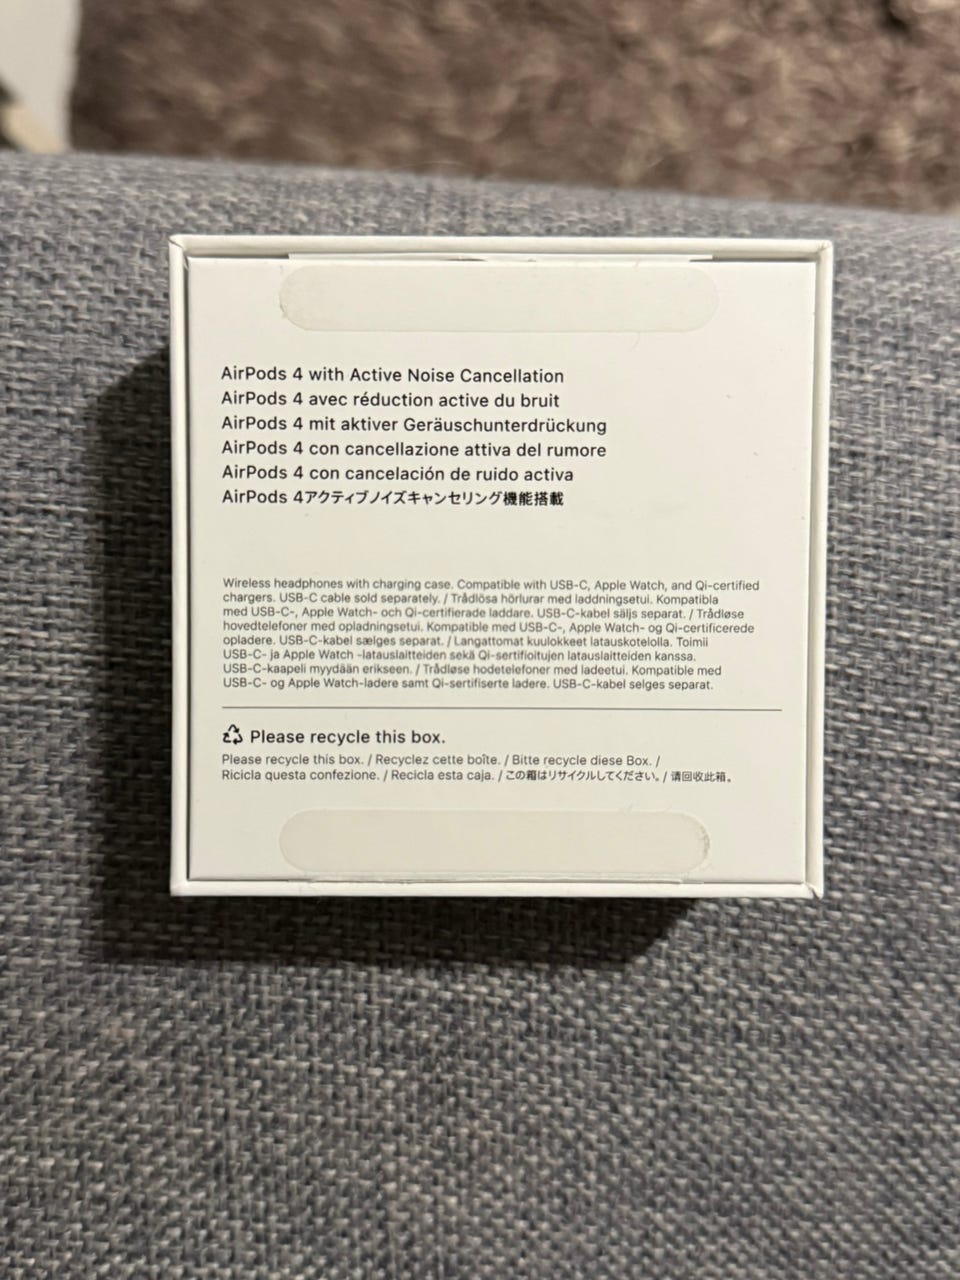 AirPods 4 with Active Noise Cancellation
AirPods 4 avec réduction active du bruit
AirPods 4 mit aktiver Geräuschunterdrückung
AirPods 4 con cancellazione attiva del rumore
AirPods 4 con cancelación de ruido activa
AirPods 4アクティブノイズキャンセリング機能搭載
Wireless headphones with charging case. Compatible with USB-C, Apple Watch, and Qi-certified
chargers. USB-C cable sold separately. / Trådlösa hörlurar med laddningsetui. Kompatibla
med USB-C-, Apple Watch- och Qi-certifierade laddare. USB-C-kabel säljs separat. / Trådløse
hovedtelefoner med opladningsetui. Kompatible med USB-C-, Apple Watch- og Qi-certificerede
opladere. USB-C-kabel sælges separat. / Langattomat kuulokkeet latauskotelolla. Toimii
USB-C- ja Apple Watch -latauslaitteiden sekä Qi-sertifioitujen latauslaitteiden kanssa.
USB-C-kaapeli myydään erikseen. / Trådløse hodetelefoner med ladeetui. Kompatible med
USB-C- og Apple Watch-ladere samt Qi-sertifiserte ladere. USB-C-kabel selges separat.
Please recycle this box.
Please recycle this box. / Recyclez cette boîte. / Bitte recycle diese Box. /
Ricicla questa confezione. / Recicla esta caja. / この箱はリサイクルしてください。/ 请回收此箱。